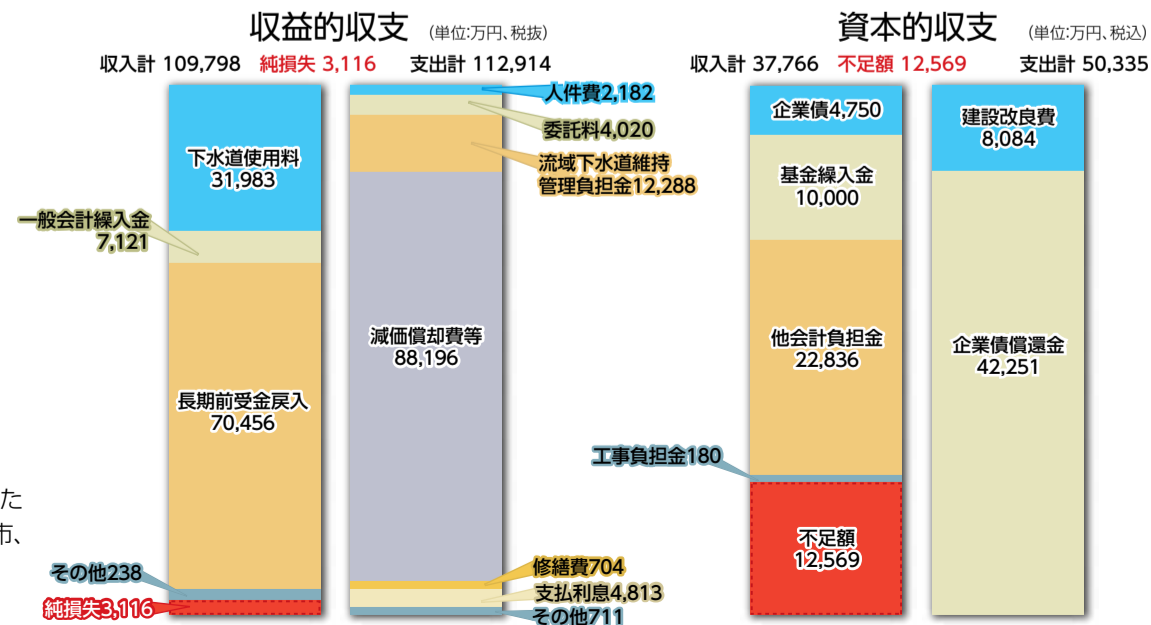 収益的収支 (単位:万円、税抜)
収入計 109,798 純損失 3,116 支出計 112,914
下水道使用料
31,983
一般会計繰入金
7,121
長期前受金戻入
70,456
その他238
純損失3,116
人件費2,182
委託料4,020
流域下水道維持
管理負担金12,288
減価償却費等
88,196
修繕費704
支払利息4,813
その他711
資本的収支 (単位:万円、税込)
収入計 37,766 不足額 12,569 支出計 50,335
企業債4,750
基金繰入金
10,000
他会計負担金
22,836
工事負担金180
不足額
12,569
建設改良費
8,084
企業債償還金
42,251
た
市、